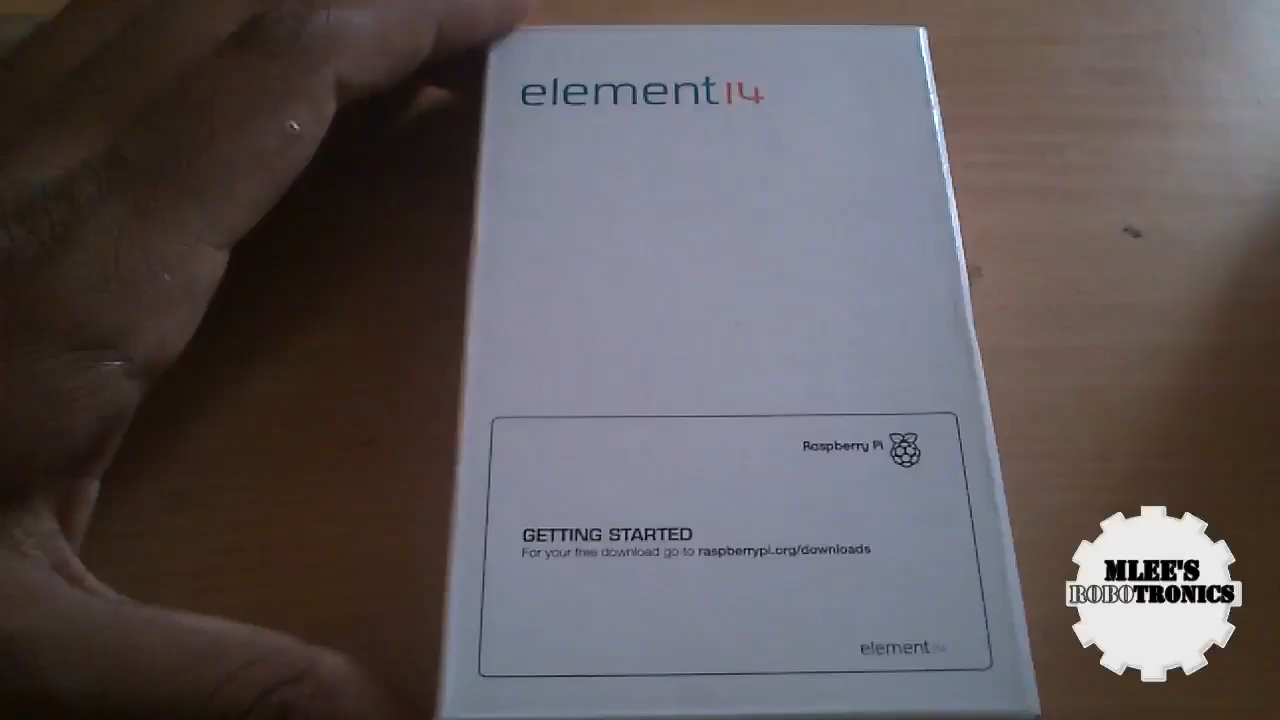 element14
Raspberry Pi
GETTING STARTED
For your free download go to raspberrypi.org/downloads
element14
MLEE'S
ROBOTRONICS